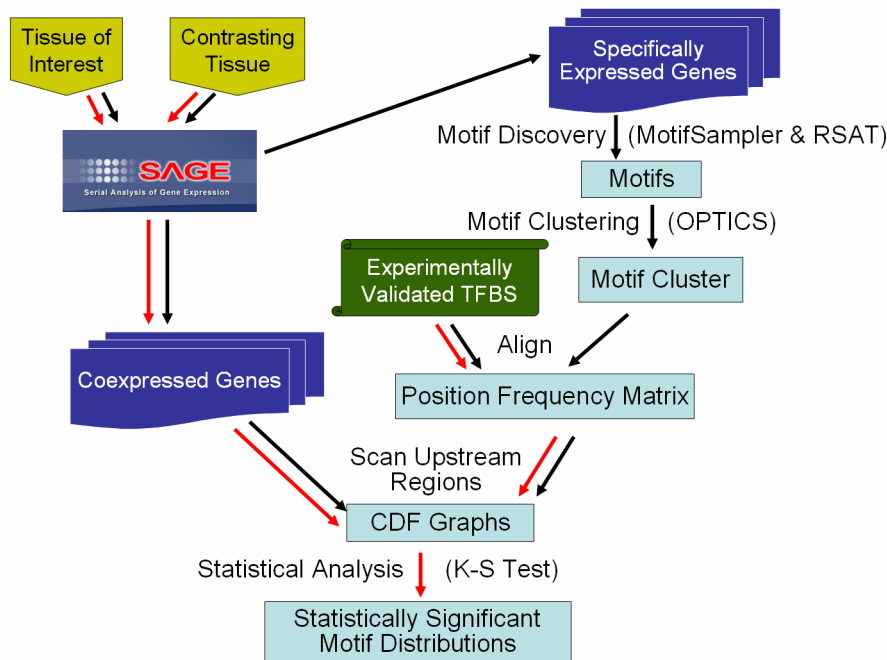 Tissue of
Interest
Contrasting
Tissue
Specifically
Expressed Genes
SAGE
Serial Analysis of Gene Expression
Motif Discovery (MotifSampler & RSAT)
Motifs
Motif Clustering (OPTICS)
Experimentally
Validated TFBS
Motif Cluster
Align
Coexpressed Genes
Position Frequency Matrix
Scan Upstream
Regions
CDF Graphs
Statistical Analysis (K-S Test)
Statistically Significant
Motif Distributions